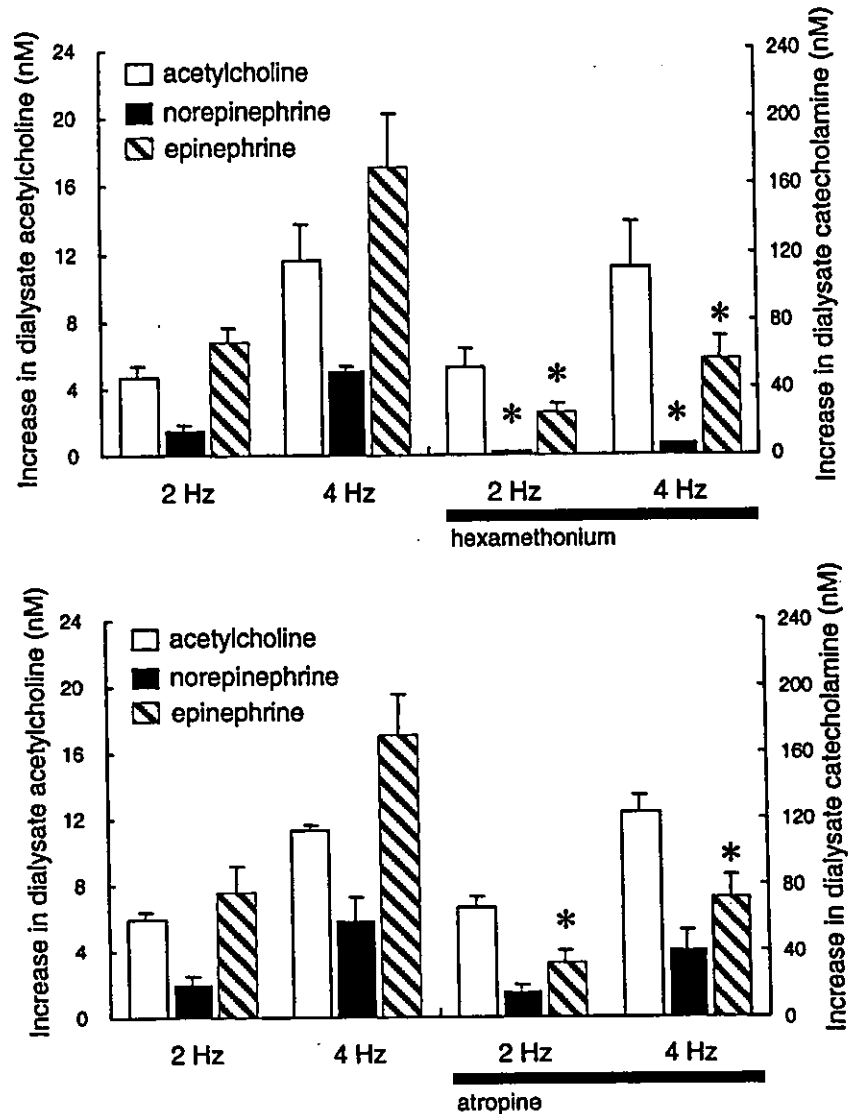 Increase in dialysate acetylcholine (nM)
24
20
16
12
8
4
0
acetylcholine
norepinephrine
epinephrine
Increase in dialysate catecholamine (nM)
240
200
160
120
80
40
0
*
*
*
*
2 Hz
4 Hz
2 Hz
4 Hz
hexamethonium
Increase in dialysate acetylcholine (nM)
24
20
16
12
8
4
0
acetylcholine
norepinephrine
epinephrine
Increase in dialysate catecholamine (nM)
240
200
160
120
80
40
0
*
*
2 Hz
4 Hz
2 Hz
4 Hz
atropine